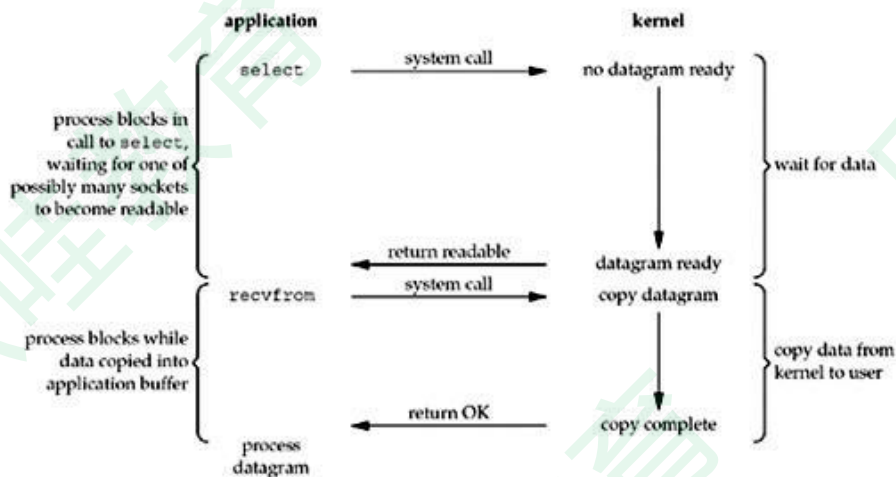 application
kernel
select
system call
no datagram ready
process blocks in
call to select,
waiting for one of
possibly many sockets
to become readable
wait for data
return readable
datagram ready
recvfrom
system call
copy datagram
process blocks while
data copied into
application buffer
copy data from
kernel to user
return OK
copy complete
process
datagram